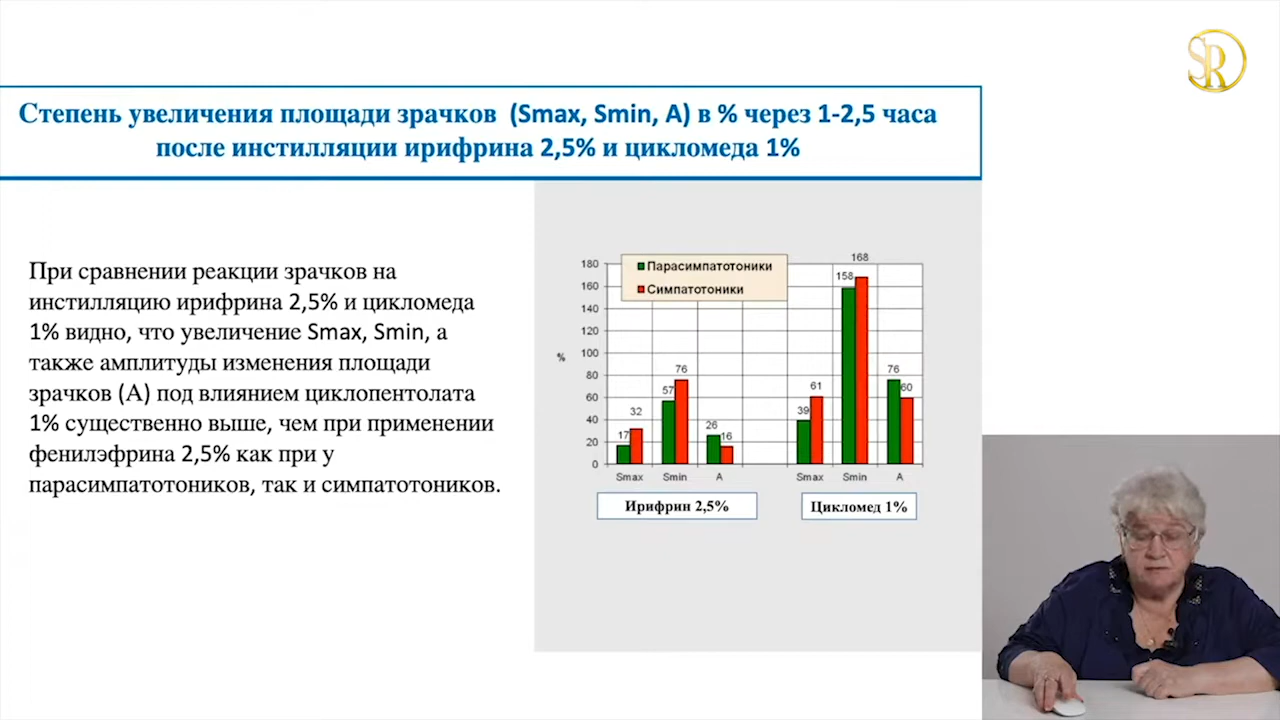 SR
Степень увеличения площади зрачков (Smax, Smin, А) в % через 1-2,5 часа
после инстилляции ирифрина 2,5% и цикломеда 1%
При сравнении реакции зрачков на
инстилляцию ирифрина 2,5% и цикломеда
1% видно, что увеличение Smax, Smin, а
также амплитуды изменения площади
зрачков (А) под влиянием циклопентолата
1% существенно выше, чем при применении
фенилэфрина 2,5% как при у
парасимпатотоников, так и симпатотоников.
Парасимпатотоники
Симпатотоники
%
180
160
140
120
100
80
60
40
20
0
17 32 57 76 26 16 39 61 158 168 76 60
Smax Smin A Smax Smin A
Ирифрин 2,5% Цикломед 1%